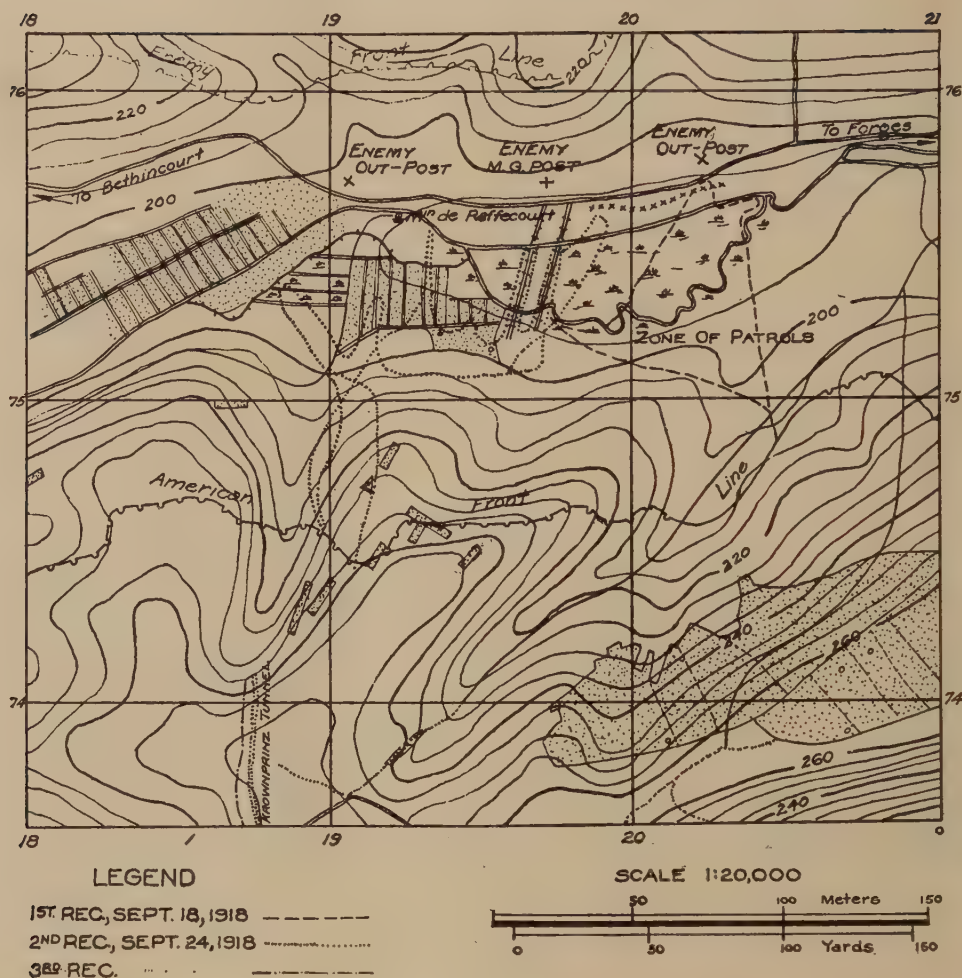 18 19 20 21
Enemy Front Line
220
76 76
220
ENEMY OUT-POST
ENEMY M.G. POST
ENEMY OUT-POST
To Forges
To Bethincourt
200
Min de Raffecourt
200
ZONE OF PATROLS
75 75
American Front Line
220
240
260
74 74
KROWNPRINZ TUNNEL
260
240
18 19 20 0
LEGEND
1ST. REC., SEPT. 18, 1918
2ND REC., SEPT. 24, 1918
3RD REC.
SCALE 1:20,000
50 100 Meters 150
0 50 100 Yards 150